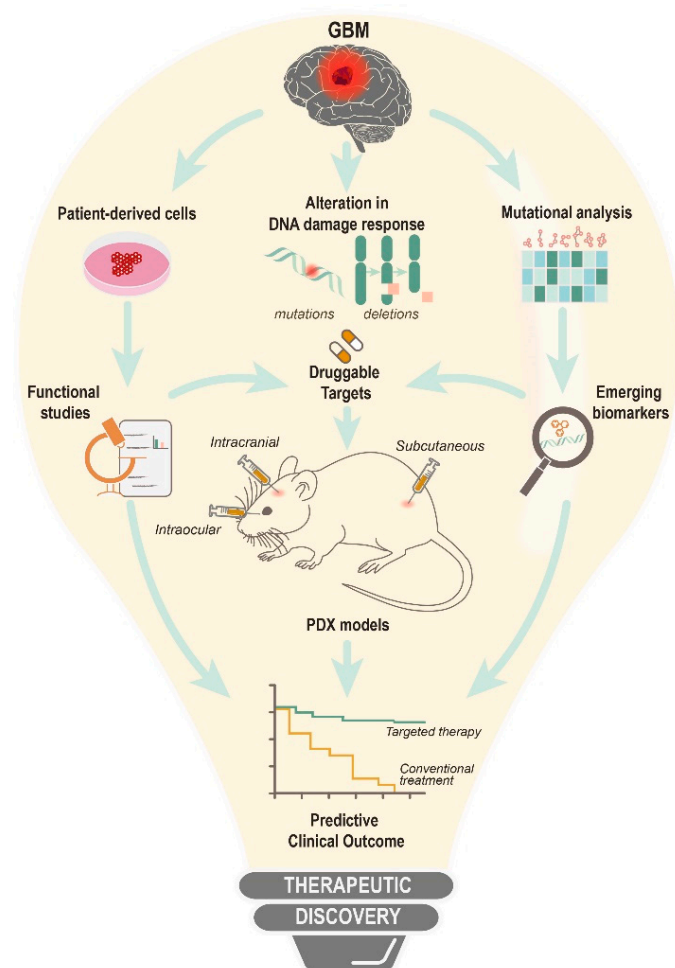 GBM
Patient-derived cells
Alteration in
DNA damage response
Mutational analysis
mutations
deletions
Druggable
Targets
Functional
studies
Emerging
biomarkers
Intracranial
Subcutaneous
Intraocular
PDX models
Targeted therapy
Conventional
treatment
Predictive
Clinical Outcome
THERAPEUTIC
DISCOVERY